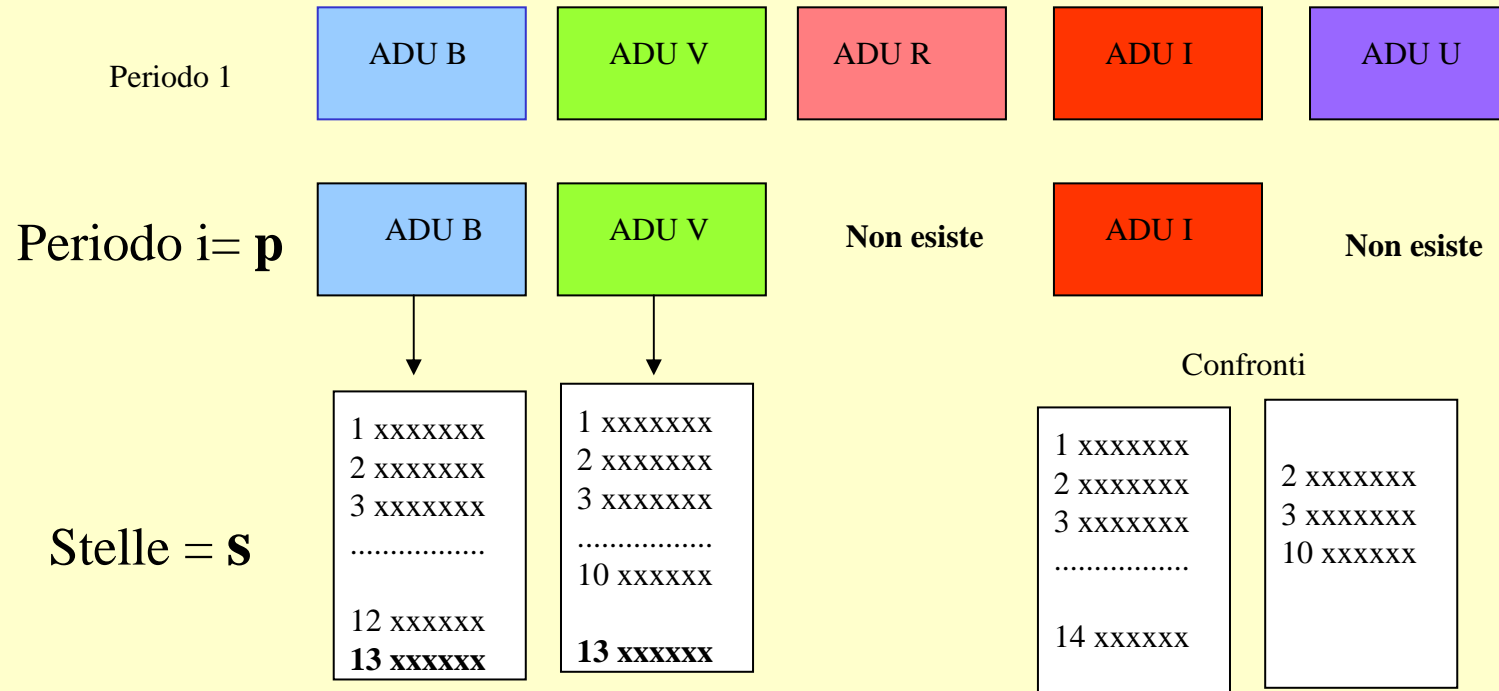 Periodo 1
ADU B
ADU V
ADU R
ADU I
ADU U
Periodo i= p
ADU B
ADU V
Non esiste
ADU I
Non esiste
Confronti
Stelle = s
1 xxxxxxx
2 xxxxxxx
3 xxxxxxx
................
12 xxxxxx
13 xxxxxx
1 xxxxxxx
2 xxxxxxx
3 xxxxxxx
................
10 xxxxxx
13 xxxxxx
1 xxxxxxx
2 xxxxxxx
3 xxxxxxx
................
14 xxxxxx
2 xxxxxxx
3 xxxxxxx
10 xxxxxx